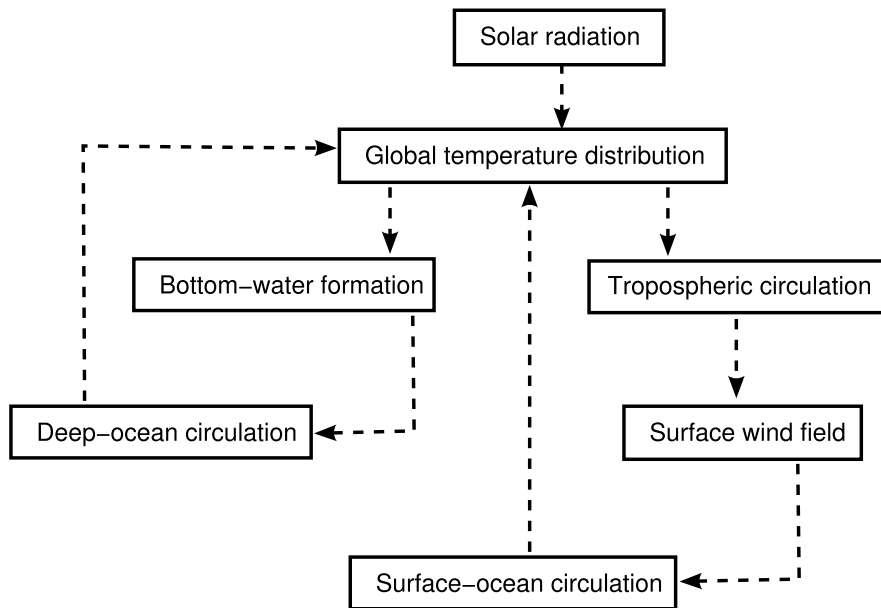 Solar radiation
Global temperature distribution
Bottom−water formation
Tropospheric circulation
Deep−ocean circulation
Surface wind field
Surface−ocean circulation